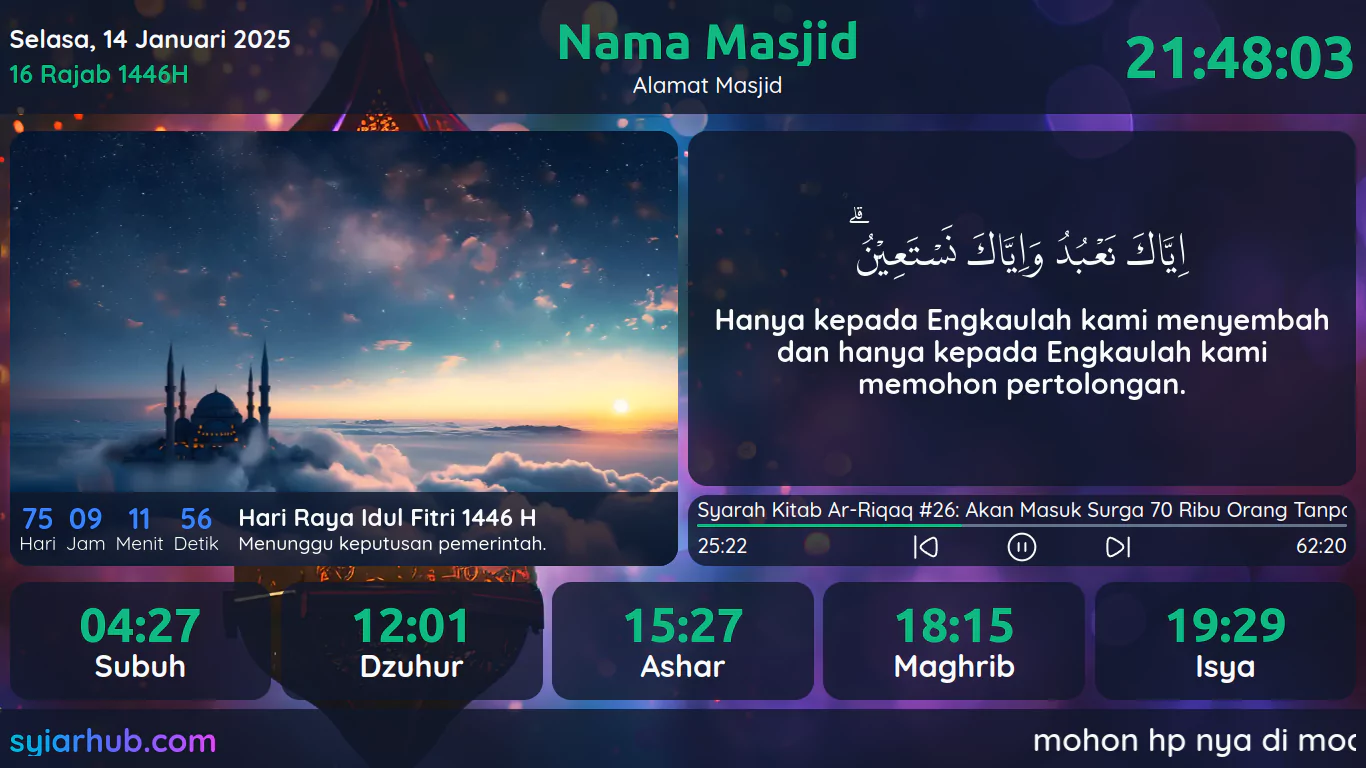 Selasa, 14 Januari 2025
16 Rajab 1446H
Nama Masjid
Alamat Masjid
21:48:03
اِيَّاكَ نَعْبُدُ وَاِيَّاكَ نَسْتَعِيْنُۗ
Hanya kepada Engkaulah kami menyembah
dan hanya kepada Engkaulah kami
memohon pertolongan.
75 09 11 56
Hari Jam Menit Detik
Hari Raya Idul Fitri 1446 H
Menunggu keputusan pemerintah.
Syarah Kitab Ar-Riqaq #26: Akan Masuk Surga 70 Ribu Orang Tanpa
25:22
62:20
04:27
Subuh
12:01
Dzuhur
15:27
Ashar
18:15
Maghrib
19:29
Isya
syiarhub.com
mohon hp nya di